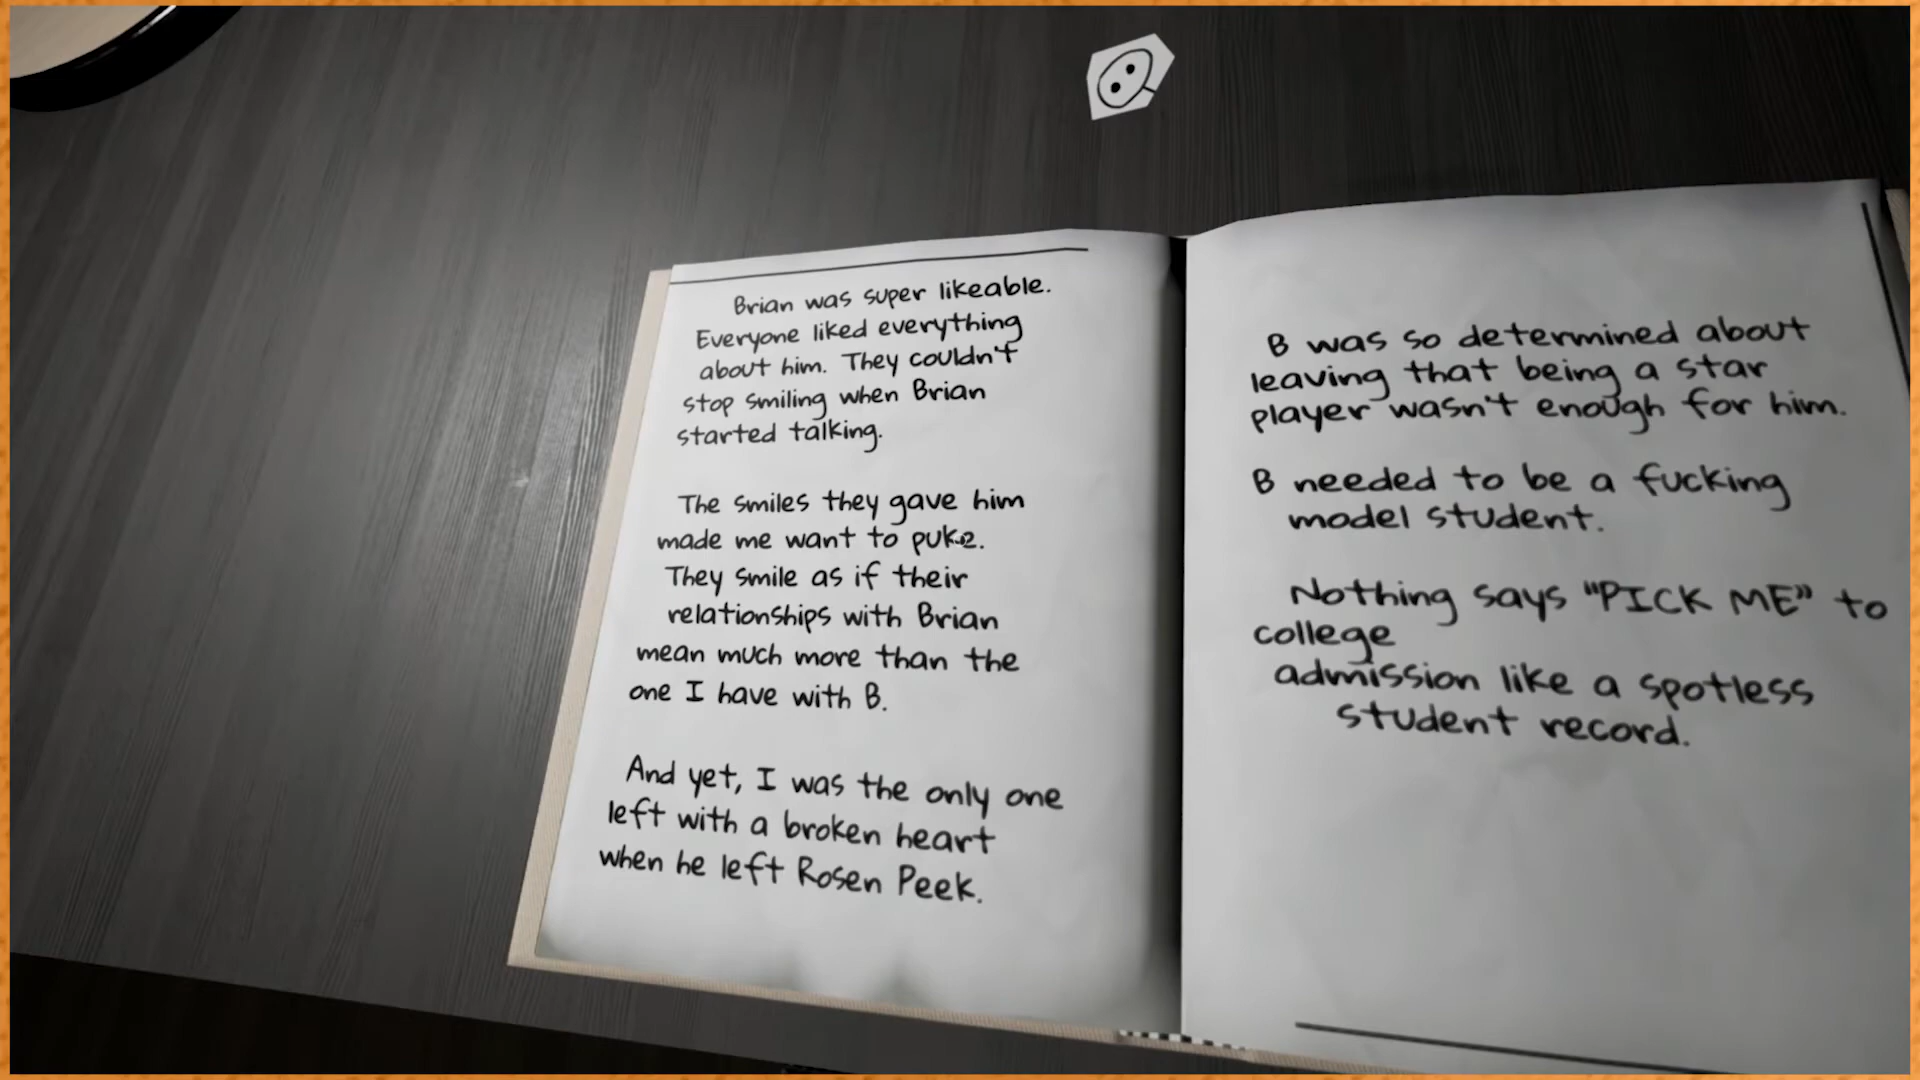 Brian was super likeable.
Everyone liked everything
about him. They couldn't
stop smiling when Brian
started talking.
The smiles they gave him
made me want to puke.
They smile as if their
relationships with Brian
mean much more than the
one I have with B.
And yet, I was the only one
left with a broken heart
when he left Rosen Peek.
B was so determined about
leaving that being a star
player wasn't enough for him.
B needed to be a fucking
model student.
Nothing says "PICK ME" to
college
admission like a spotless
student record.